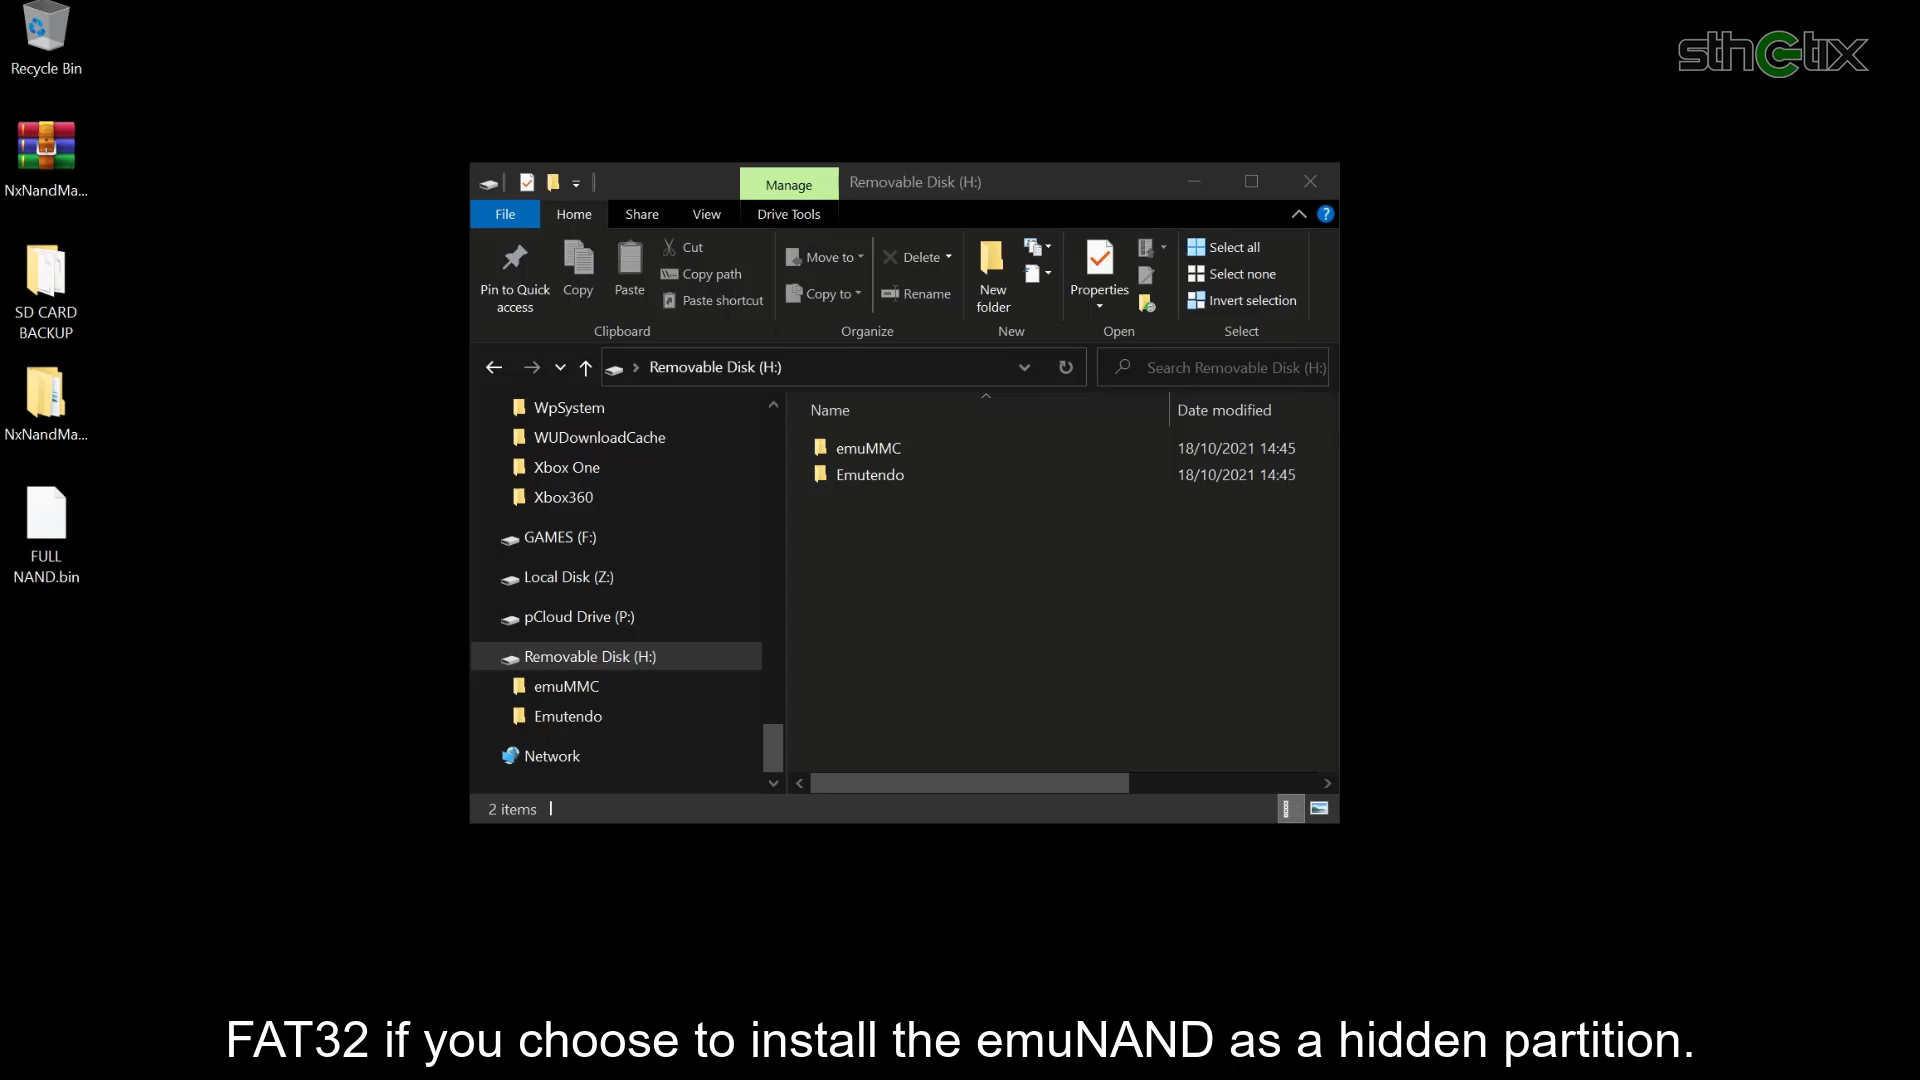 Recycle Bin
NxNandMa...
SD CARD
BACKUP
NxNandMa...
FULL
NAND.bin
sthetix
Manage
Removable Disk (H:)
File
Home
Share
View
Drive Tools
?
Pin to Quick
access
Copy
Paste
Cut
Copy path
Paste shortcut
Clipboard
Move to
Copy to
Delete
Rename
Organize
New
folder
New
Properties
Open
Select all
Select none
Invert selection
Select
Removable Disk (H:)
Search Removable Disk (H:)
WpSystem
WUDownloadCache
Xbox One
Xbox360
GAMES (F:)
Local Disk (Z:)
pCloud Drive (P:)
Removable Disk (H:)
emuMMC
Emutendo
Network
Name
Date modified
emuMMC
18/10/2021 14:45
Emutendo
18/10/2021 14:45
2 items
FAT32 if you choose to install the emuNAND as a hidden partition.